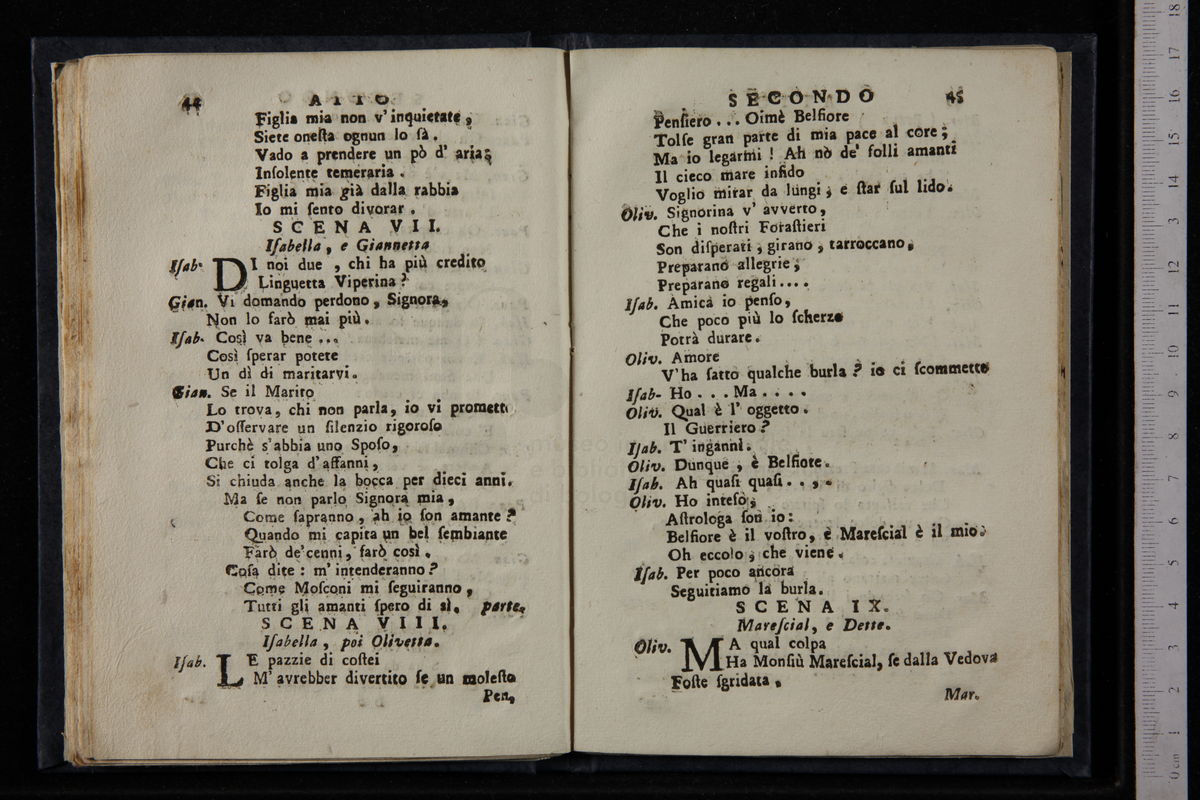 44 ATTO
Figlia mia non v'inquietate,
Siete onesta ognun lo sà.
Vado a prendere un pò d'aria;
Insolente temeraria.
Figlia mia già dalla rabbia
Io mi sento divorar.
SCENA VII.
Isabella, e Giannetta
Isab. DI noi due, chi ha più credito
Linguetta Viperina?
Gian. Vi domando perdono, Signora,
Non lo farò mai più.
Isab. Così va bene ...
Così sperar potete
Un dì di maritarvi.
Gian. Se il Marito
Lo trova, chi non parla, io vi promett
D'osservare un silenzio rigoroso
Purchè s'abbia uno Sposo,
Che ci tolga d'affanni,
Si chiuda anche la bocca per dieci anni.
Ma se non parlo Signora mia,
Come sapranno, ah io son amante?
Quando mi capita un bel sembiante
Farò de'cenni, farò così.
Cosa dite: m'intenderanno?
Come Mosconi mi seguiranno,
Tutti gli amanti spero di sì. parte.
SCENA VIII.
Isabella, poi Olivetta.
Isab. LE pazzie di costei
M'avrebber divertito se un molesto
Pen,
SECONDO 45
Pensiero ... Oimè Belfiore
Tolse gran parte di mia pace al core;
Ma io legarmi! Ah nò de' folli amanti
Il cieco mare infido
Voglio mirar da lungi, e star sul lido.
Oliv. Signorina v'avverto,
Che i nostri Forastieri
Son disperati, girano, tarroccano,
Preparano allegrie,
Preparano regali....
Isab. Amica io penso,
Che poco più lo scherzo
Potrà durare.
Oliv. Amore
V'ha fatto qualche burla? io ci scommetto
Isab. Ho ... Ma ....
Oliv. Qual è l'oggetto.
Il Guerriero?
Isab. T'inganni.
Oliv. Dunque, è Belfiore.
Isab. Ah quasi quasi....
Oliv. Ho inteso,
Astrologa son io:
Belfiore è il vostro, e Marescial è il mio.
Oh eccolo, che viene.
Isab. Per poco ancora
Seguitiamo la burla.
SCENA IX.
Marescial, e Dette.
Oliv. MA qual colpa
Ha Monsiù Marescial, se dalla Vedova
Foste sgridata.
Mar.